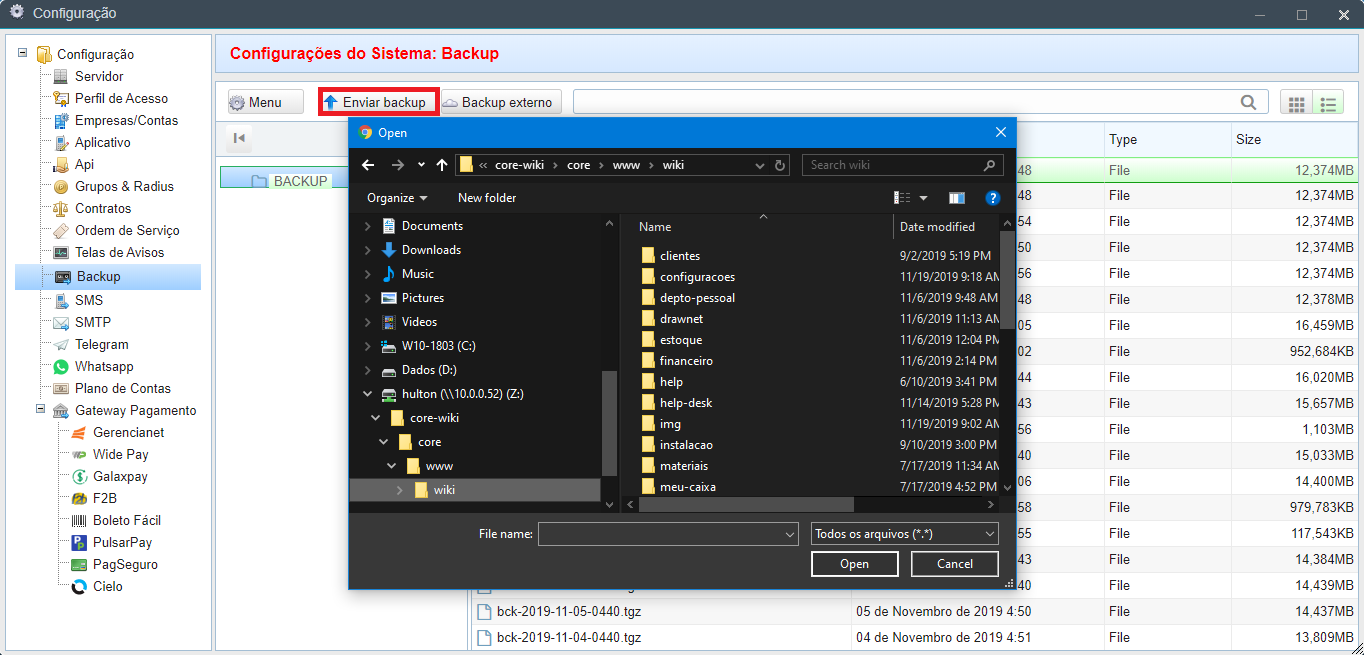 Configuração
Configuração
Servidor
Perfil de Acesso
Empresas/Contas
Aplicativo
Api
Grupos & Radius
Contratos
Ordem de Serviço
Telas de Avisos
Backup
SMS
SMTP
Telegram
Whatsapp
Plano de Contas
Gateway Pagamento
Gerencianet
Wide Pay
Galaxpay
F2B
Boleto Fácil
PulsarPay
PagSeguro
Cielo
Configurações do Sistema: Backup
Menu Enviar backup Backup externo
BACKUP
Open
« core-wiki › core › www › wiki Search wiki
Organize New folder
Documents
Downloads
Music
Pictures
Videos
W10-1803 (C:)
Dados (D:)
hulton (\\10.0.0.52) (Z:)
core-wiki
core
www
wiki
Name Date modified
clientes 9/2/2019 5:19 PM
configuracoes 11/19/2019 9:18 AM
depto-pessoal 11/6/2019 9:48 AM
drawnet 11/6/2019 11:13 AM
estoque 11/6/2019 12:04 PM
financeiro 11/6/2019 2:14 PM
help 6/10/2019 3:41 PM
help-desk 11/14/2019 5:28 PM
img 11/19/2019 9:02 AM
instalacao 9/10/2019 3:00 PM
materiais 7/17/2019 11:34 AM
meu-caixa 7/17/2019 4:52 PM
File name: Todos os arquivos (*.*)
Open Cancel
Type Size
48 File 12,374MB
48 File 12,373MB
54 File 12,374MB
50 File 12,373MB
56 File 12,374MB
48 File 12,378MB
05 File 16,459MB
02 File 952,684KB
44 File 16,020MB
43 File 15,657MB
56 File 1,103MB
40 File 15,033MB
06 File 14,400MB
58 File 979,783KB
55 File 117,543KB
43 File 14,384MB
40 File 14,439MB
bck-2019-11-05-0440.tgz 05 de Novembro de 2019 4:50 File 14,437MB
bck-2019-11-04-0440.tgz 04 de Novembro de 2019 4:51 File 13,809MB